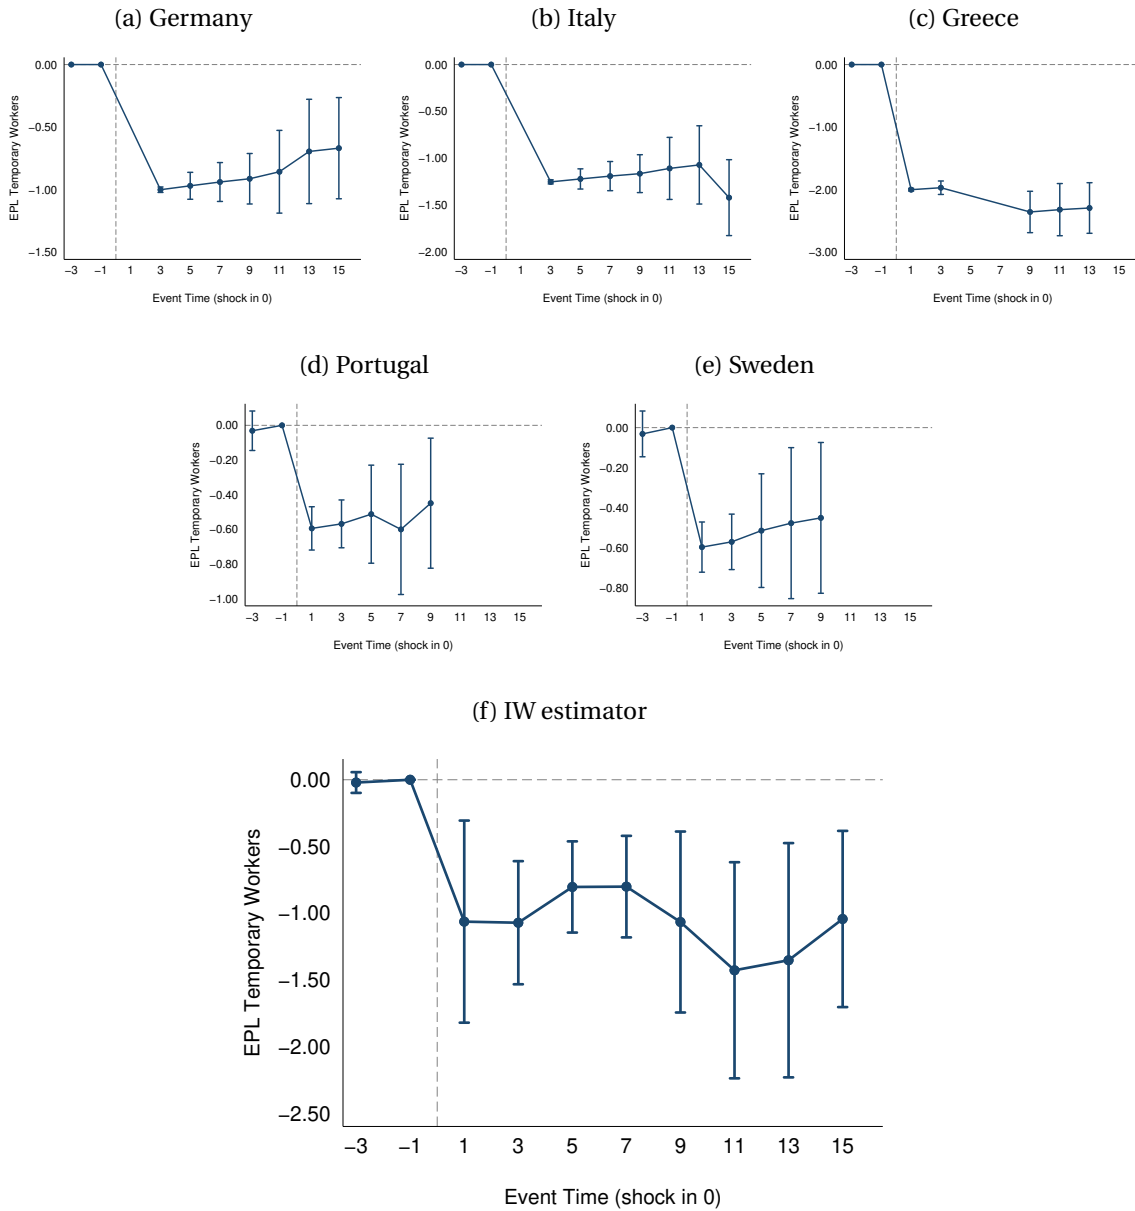 (a) Germany
(b) Italy
(c) Greece
0.00
−0.50
−1.00
−1.50
EPL Temporary Workers
−3 −1 1 3 5 7 9 11 13 15
Event Time (shock in 0)
0.00
−0.50
−1.00
−1.50
−2.00
EPL Temporary Workers
−3 −1 1 3 5 7 9 11 13 15
Event Time (shock in 0)
0.00
−1.00
−2.00
−3.00
EPL Temporary Workers
−3 −1 1 3 5 7 9 11 13 15
Event Time (shock in 0)
(d) Portugal
(e) Sweden
0.00
−0.20
−0.40
−0.60
−0.80
−1.00
EPL Temporary Workers
−3 −1 1 3 5 7 9 11 13 15
Event Time (shock in 0)
0.00
−0.20
−0.40
−0.60
−0.80
EPL Temporary Workers
−3 −1 1 3 5 7 9 11 13 15
Event Time (shock in 0)
(f) IW estimator
0.00
−0.50
−1.00
−1.50
−2.00
−2.50
EPL Temporary Workers
−3 −1 1 3 5 7 9 11 13 15
Event Time (shock in 0)